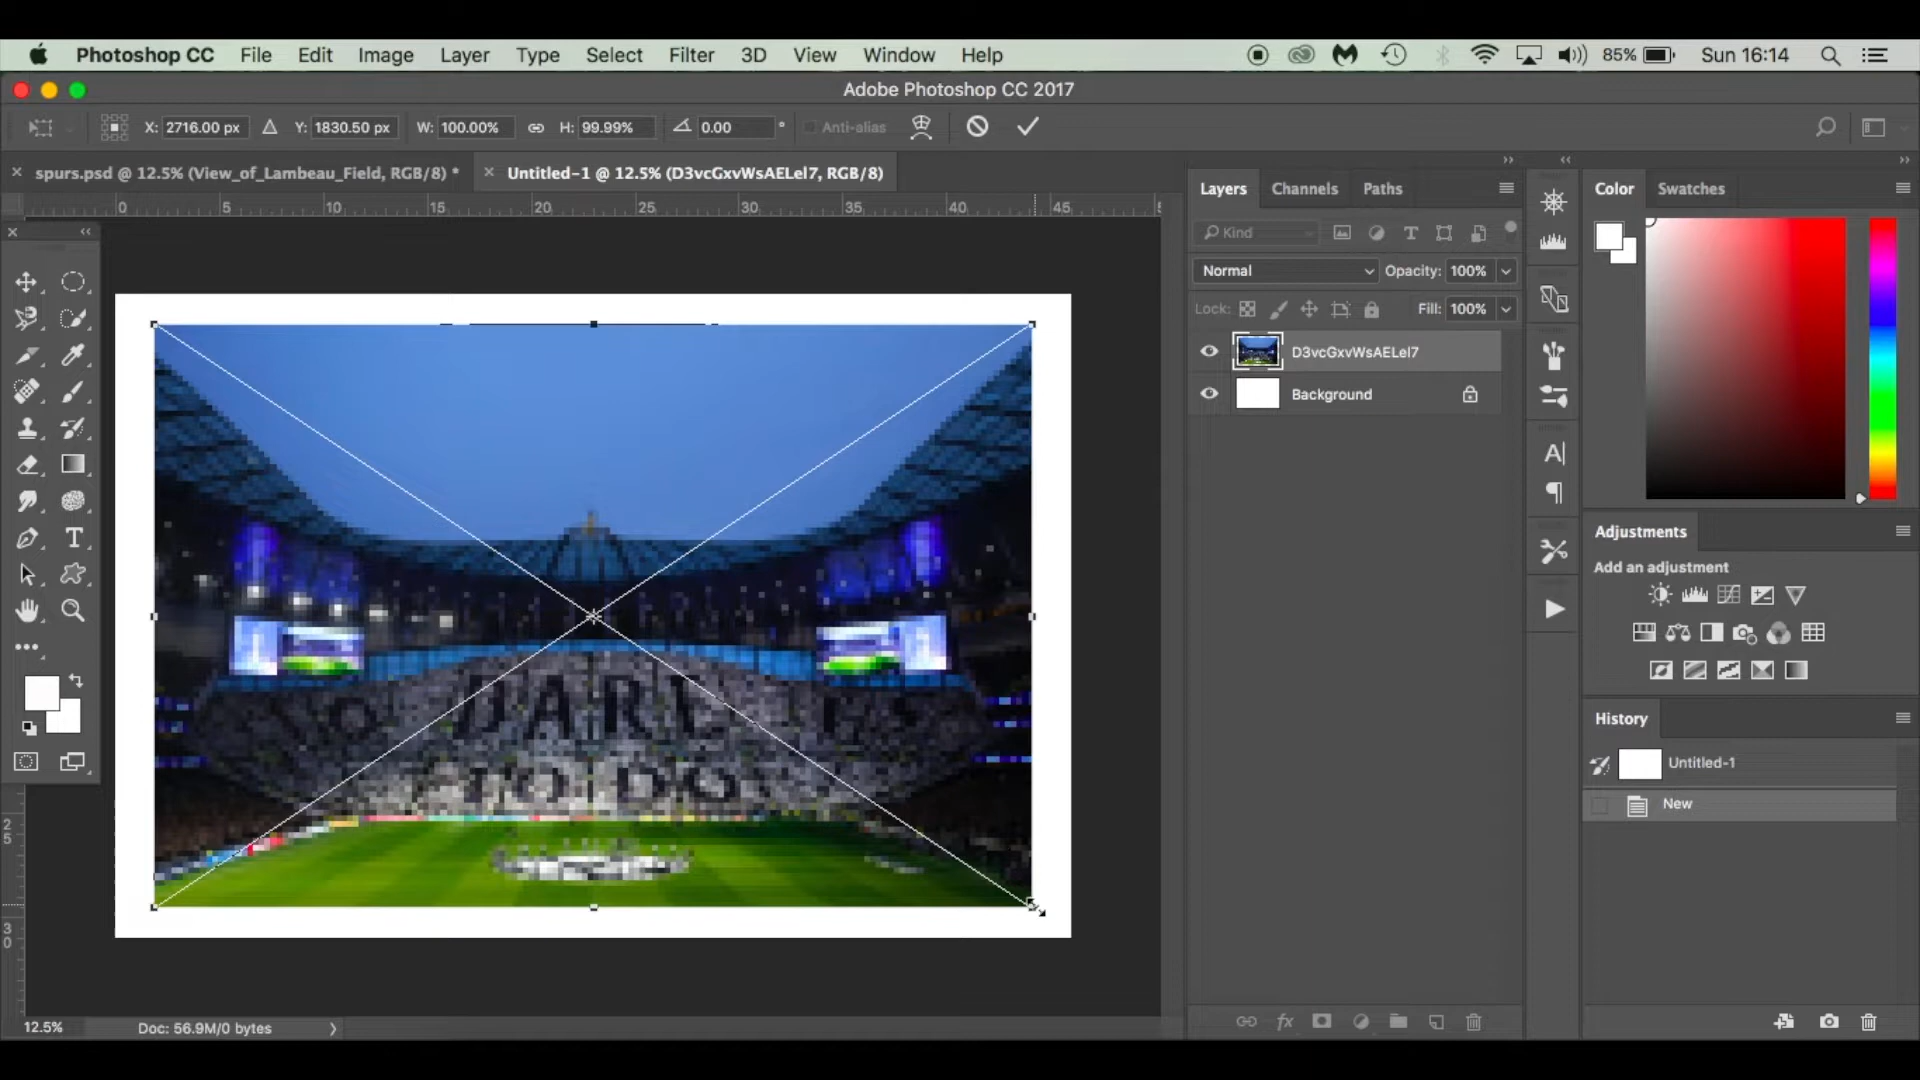 Photoshop CC File Edit Image Layer Type Select Filter 3D View Window Help 85% Sun 16:14
Adobe Photoshop CC 2017
X: 2716.00 px Y: 1830.50 px W: 100.00% H: 99.99% 0.00 ° Anti-alias
spurs.psd @ 12.5% (View_of_Lambeau_Field, RGB/8) * Untitled-1 @ 12.5% (D3vcGxvWsAELel7, RGB/8)
0 5 10 15 20 25 30 35 40 45
Layers Channels Paths
Kind
Normal Opacity: 100%
Lock: Fill: 100%
D3vcGxvWsAELel7
Background
Color Swatches
Adjustments
Add an adjustment
History
Untitled-1
New
25
30
12.5% Doc: 56.9M/0 bytes